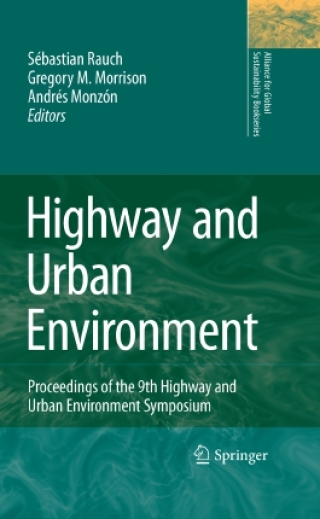 Sébastian Rauch
Gregory M. Morrison
Andrés Monzón
Editors
Alliance for Global
Sustainability Bookseries
Highway and
Urban
Environment
Proceedings of the 9th Highway and
Urban Environment Symposium
Springer